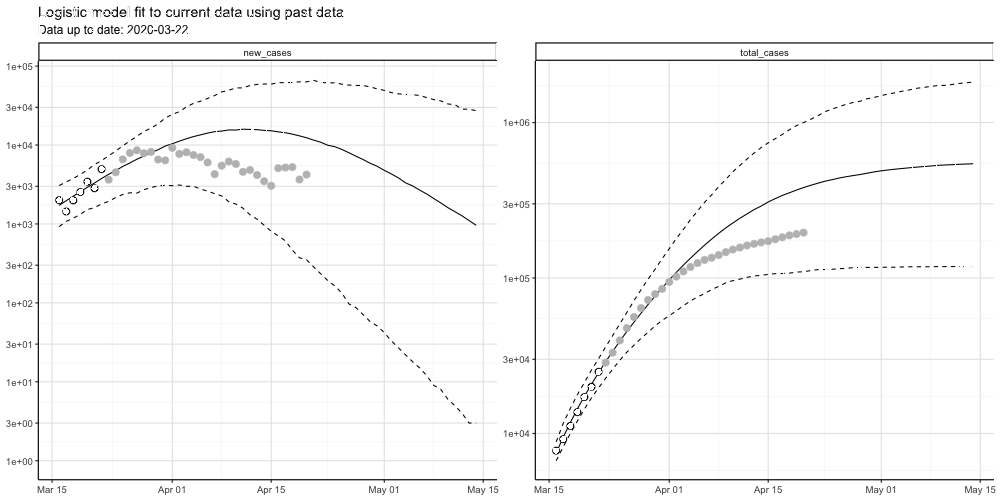 Logistic model fit to current data using past data
Data up to date: 2020-03-22
new_cases
total_cases
1e+05
3e+04
1e+04
3e+03
1e+03
3e+02
1e+02
3e+01
1e+01
3e+00
1e+00
Mar 15
Apr 01
Apr 15
May 01
May 15
1e+06
3e+05
1e+05
3e+04
1e+04
Mar 15
Apr 01
Apr 15
May 01
May 15